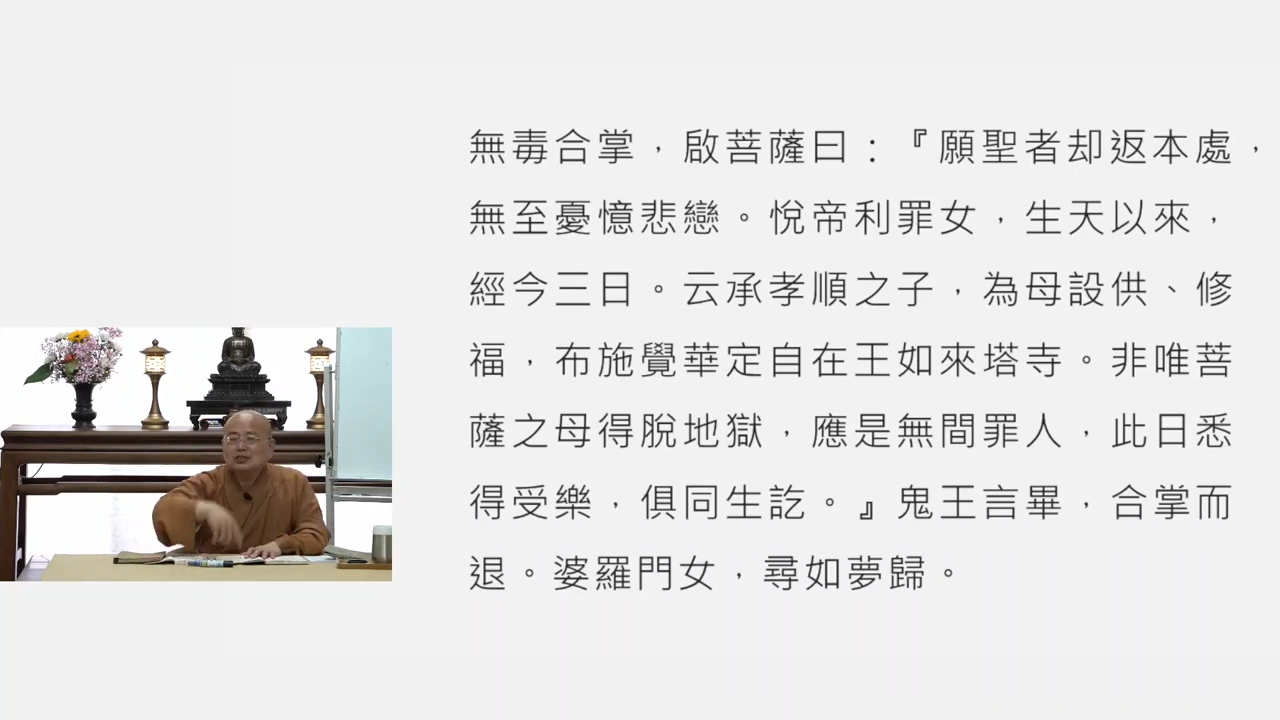 無毒合掌，啟菩薩曰：『願聖者却返本處，
無至憂憶悲戀。悅帝利罪女，生天以來，
經今三日。云承孝順之子，為母設供、修
福，布施覺華定自在王如來塔寺。非唯菩
薩之母得脫地獄，應是無間罪人，此日悉
得受樂，俱同生訖。』鬼王言畢，合掌而
退。婆羅門女，尋如夢歸。